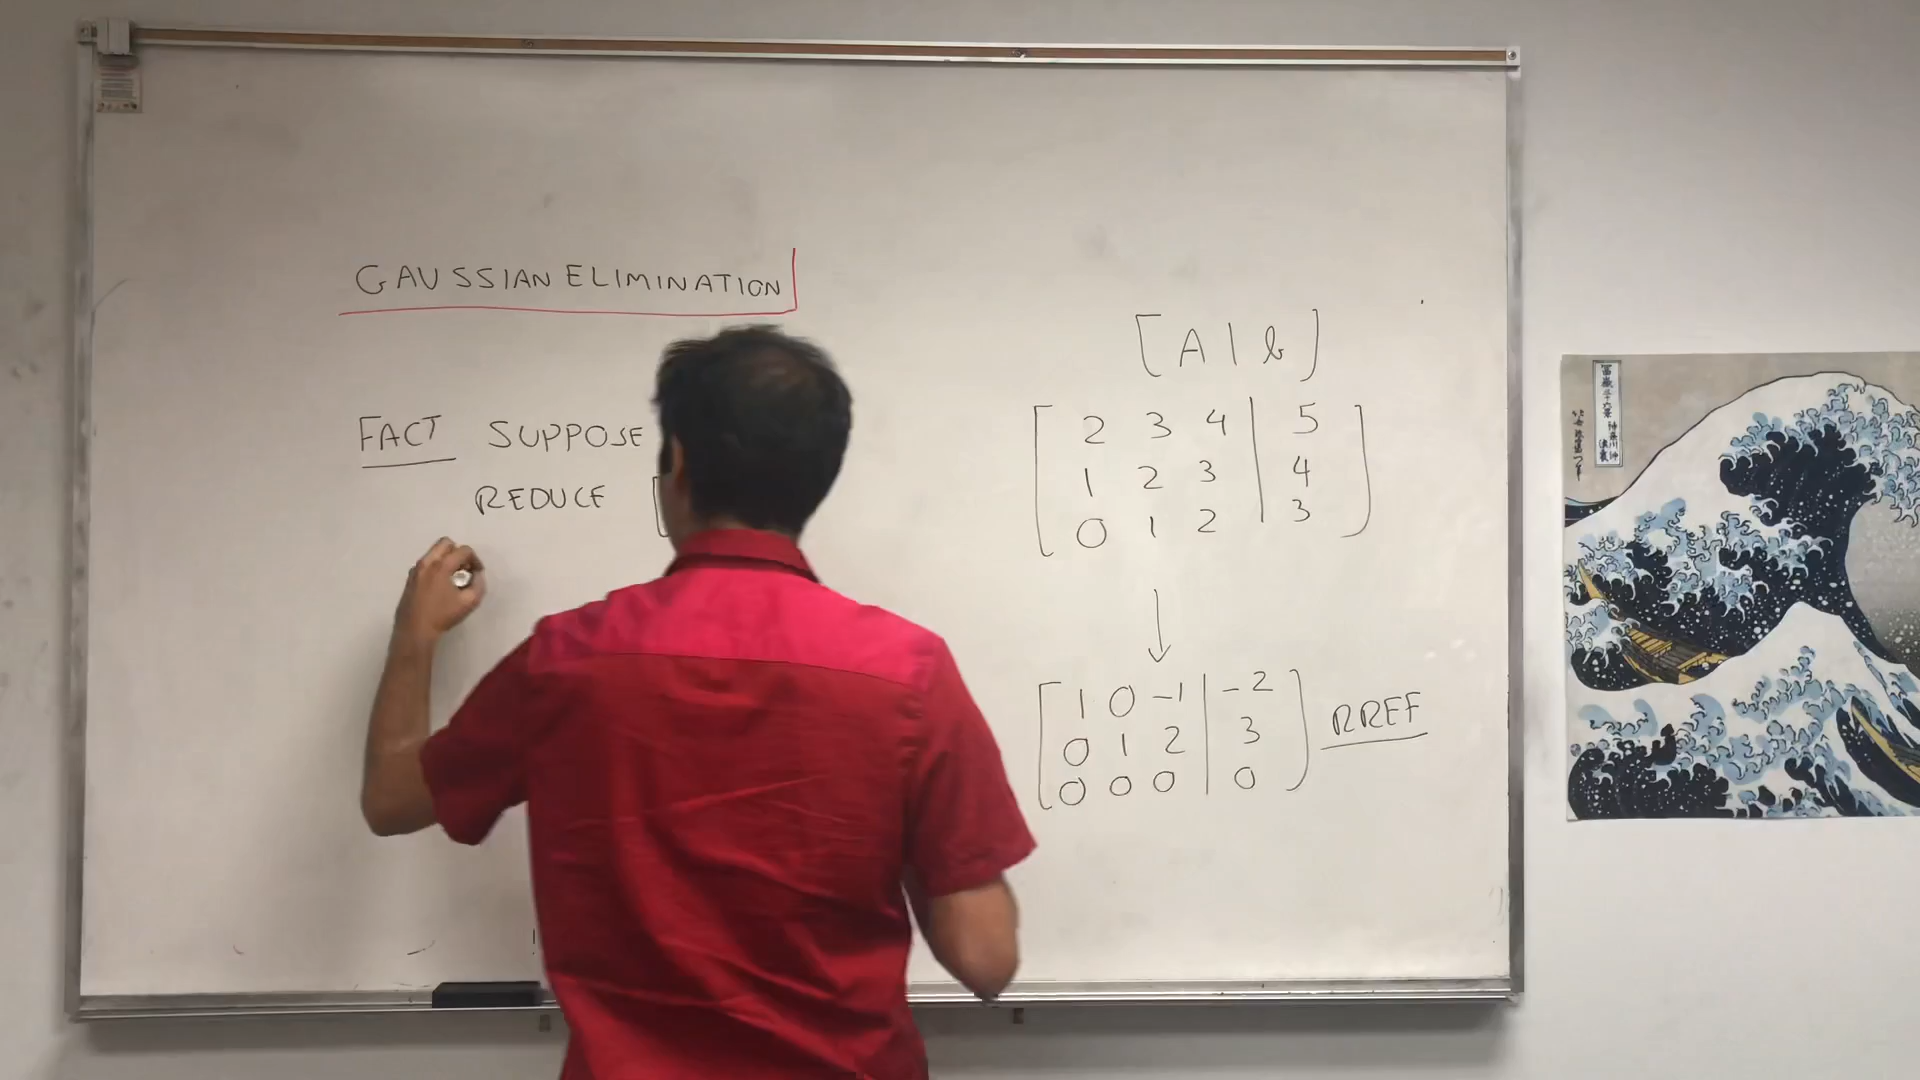 GAUSSIAN ELIMINATION
FACT SUPPOSE
REDUCE [
[A | b]
[2 3 4 | 5
1 2 3 | 4
0 1 2 | 3]
↓
[1 0 -1 | -2
0 1 2 | 3
0 0 0 | 0] RREF